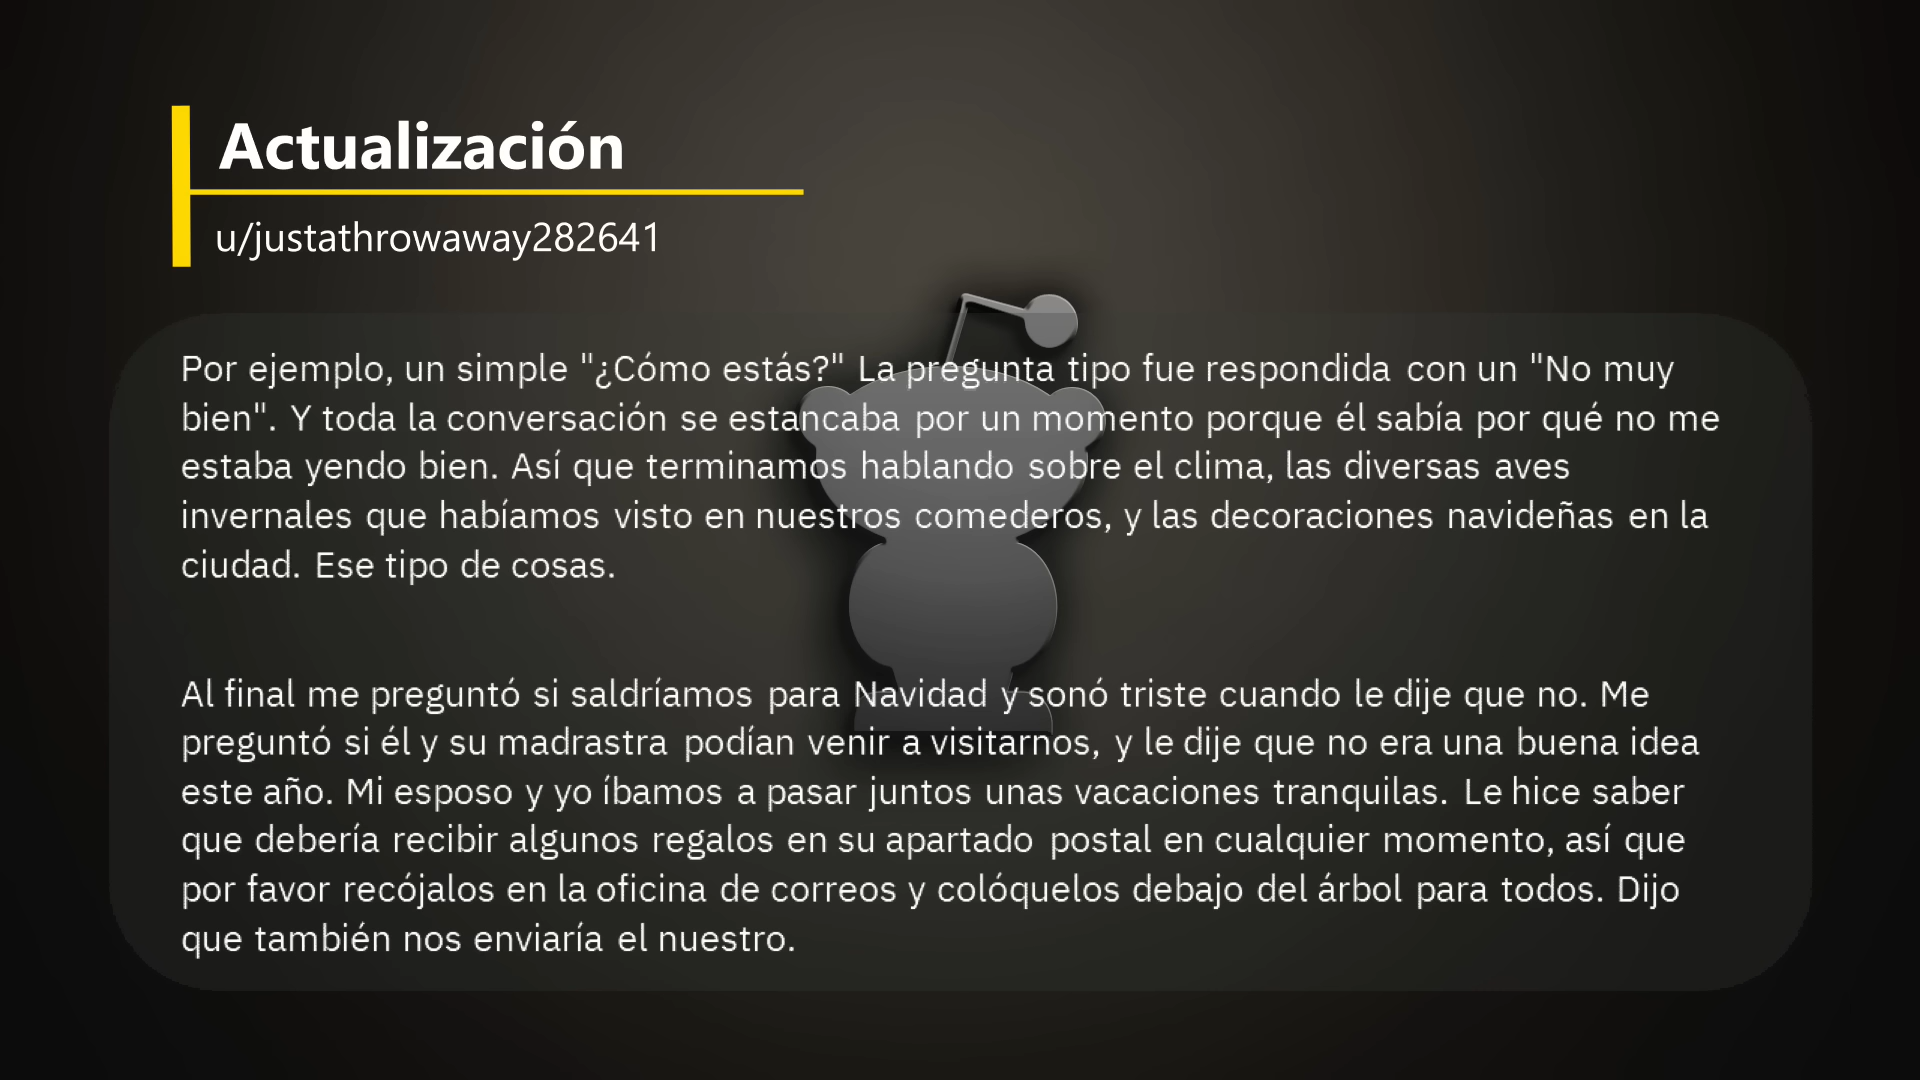 Actualización
u/justathrowaway282641
Por ejemplo, un simple "¿Cómo estás?" La pregunta tipo fue respondida con un "No muy
bien". Y toda la conversación se estancaba por un momento porque él sabía por qué no me
estaba yendo bien. Así que terminamos hablando sobre el clima, las diversas aves
invernales que habíamos visto en nuestros comederos, y las decoraciones navideñas en la
ciudad. Ese tipo de cosas.
Al final me preguntó si saldríamos para Navidad y sonó triste cuando le dije que no. Me
preguntó si él y su madrastra podían venir a visitarnos, y le dije que no era una buena idea
este año. Mi esposo y yo íbamos a pasar juntos unas vacaciones tranquilas. Le hice saber
que debería recibir algunos regalos en su apartado postal en cualquier momento, así que
por favor recójalos en la oficina de correos y colóquelos debajo del árbol para todos. Dijo
que también nos enviaría el nuestro.